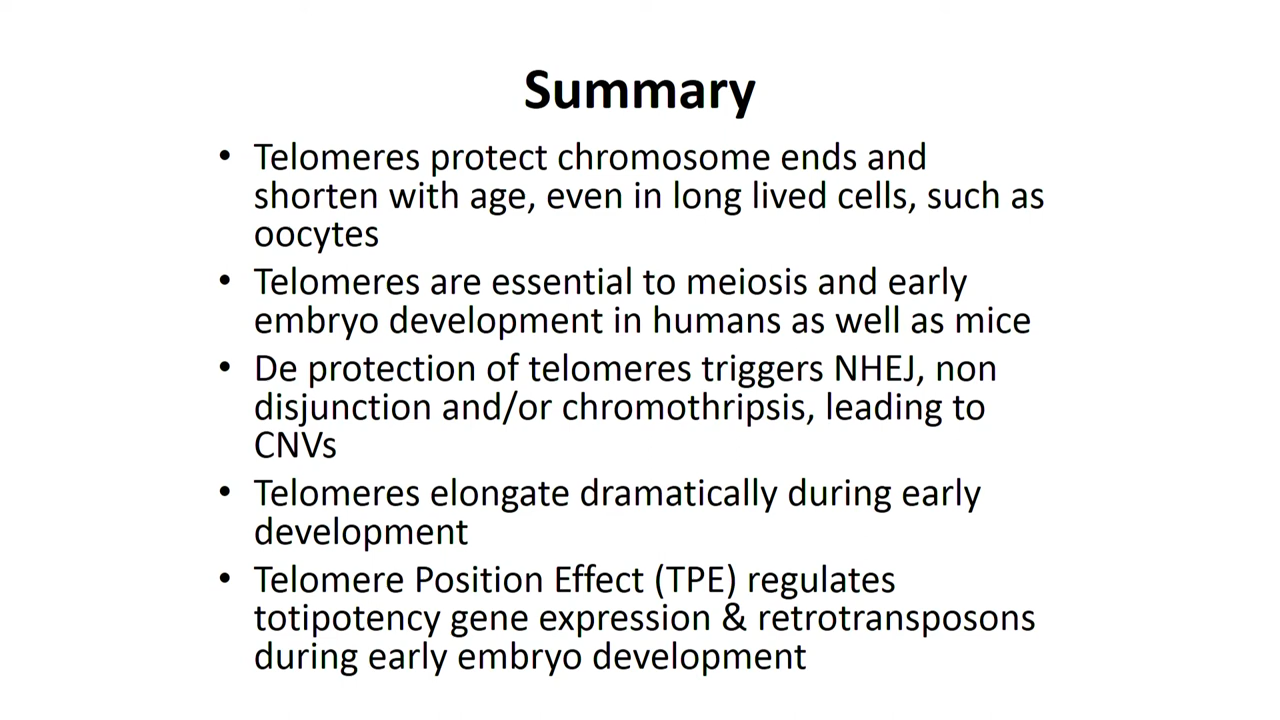 Summary
• Telomeres protect chromosome ends and
shorten with age, even in long lived cells, such as
oocytes
• Telomeres are essential to meiosis and early
embryo development in humans as well as mice
• De protection of telomeres triggers NHEJ, non
disjunction and/or chromothripsis, leading to
CNVs
• Telomeres elongate dramatically during early
development
• Telomere Position Effect (TPE) regulates
totipotency gene expression & retrotransposons
during early embryo development